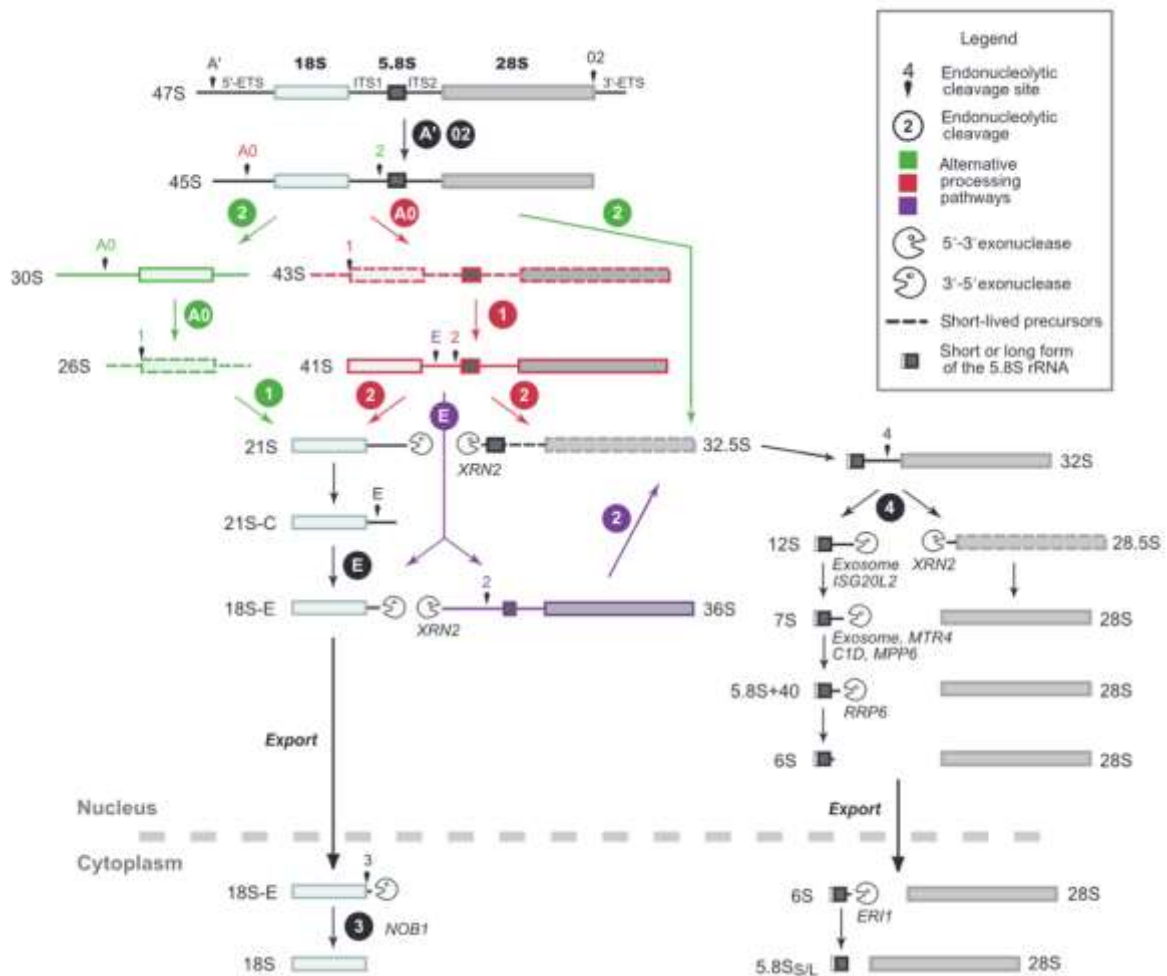 18S 5.8S 28S
A' 5'-ETS ITS1 ITS2 02 3'-ETS
47S
A' 02
A0 2
45S
2 A0 2
A0 1
30S 43S
A0 1
1 E 2
26S 41S
1 2 2
E
21S 32.5S
XRN2
4
32S
E
21S-C
2
4
12S 28.5S
Exosome XRN2
ISG20L2
E
2
18S-E 36S
XRN2
7S 28S
Exosome, MTR4
C1D, MPP6
5.8S+40 28S
RRP6
Export
6S 28S
Nucleus
Export
Cytoplasm
3
18S-E
6S 28S
ERI1
3 NOB1
18S
5.8SS/L 28S
Legend
4 Endonucleolytic
cleavage site
2 Endonucleolytic
cleavage
Alternative
processing
pathways
5'-3'exonuclease
3'-5'exonuclease
Short-lived precursors
Short or long form
of the 5.8S rRNA